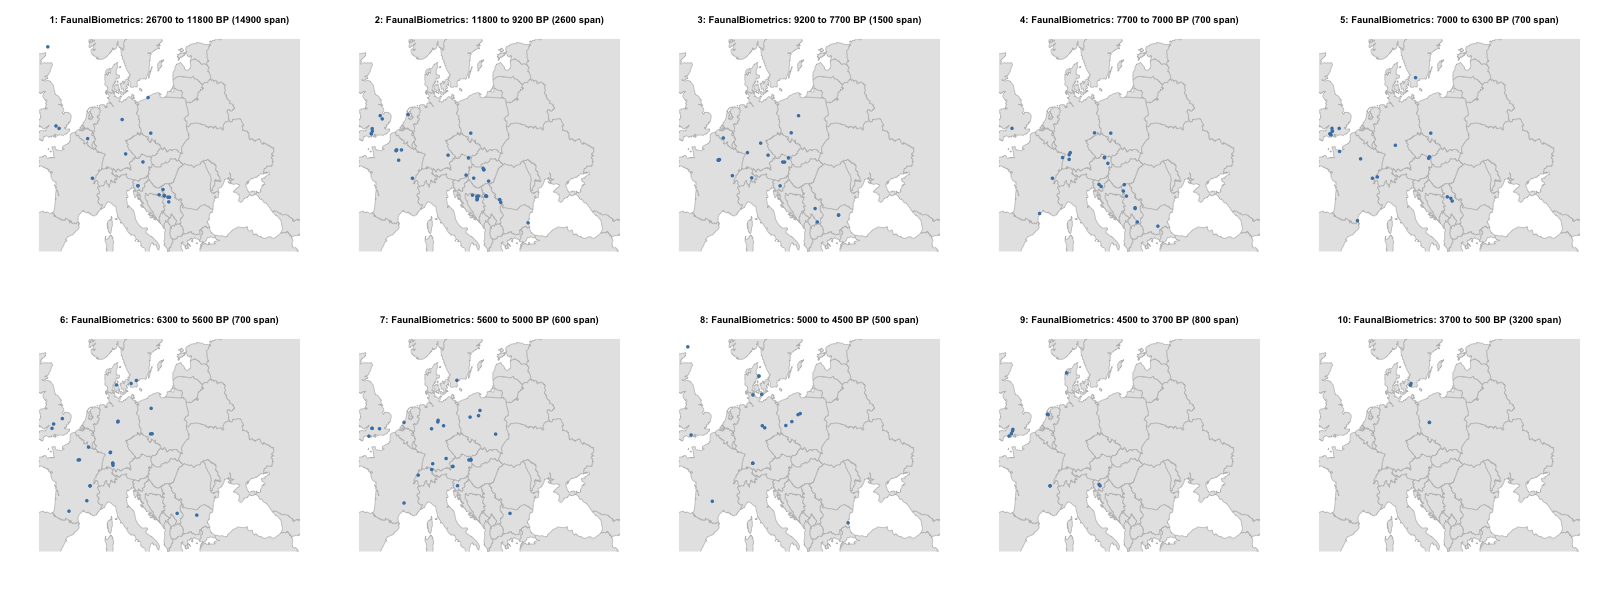 1: FaunalBiometrics: 26700 to 11800 BP (14900 span)
2: FaunalBiometrics: 11800 to 9200 BP (2600 span)
3: FaunalBiometrics: 9200 to 7700 BP (1500 span)
4: FaunalBiometrics: 7700 to 7000 BP (700 span)
5: FaunalBiometrics: 7000 to 6300 BP (700 span)
6: FaunalBiometrics: 6300 to 5600 BP (700 span)
7: FaunalBiometrics: 5600 to 5000 BP (600 span)
8: FaunalBiometrics: 5000 to 4500 BP (500 span)
9: FaunalBiometrics: 4500 to 3700 BP (800 span)
10: FaunalBiometrics: 3700 to 500 BP (3200 span)